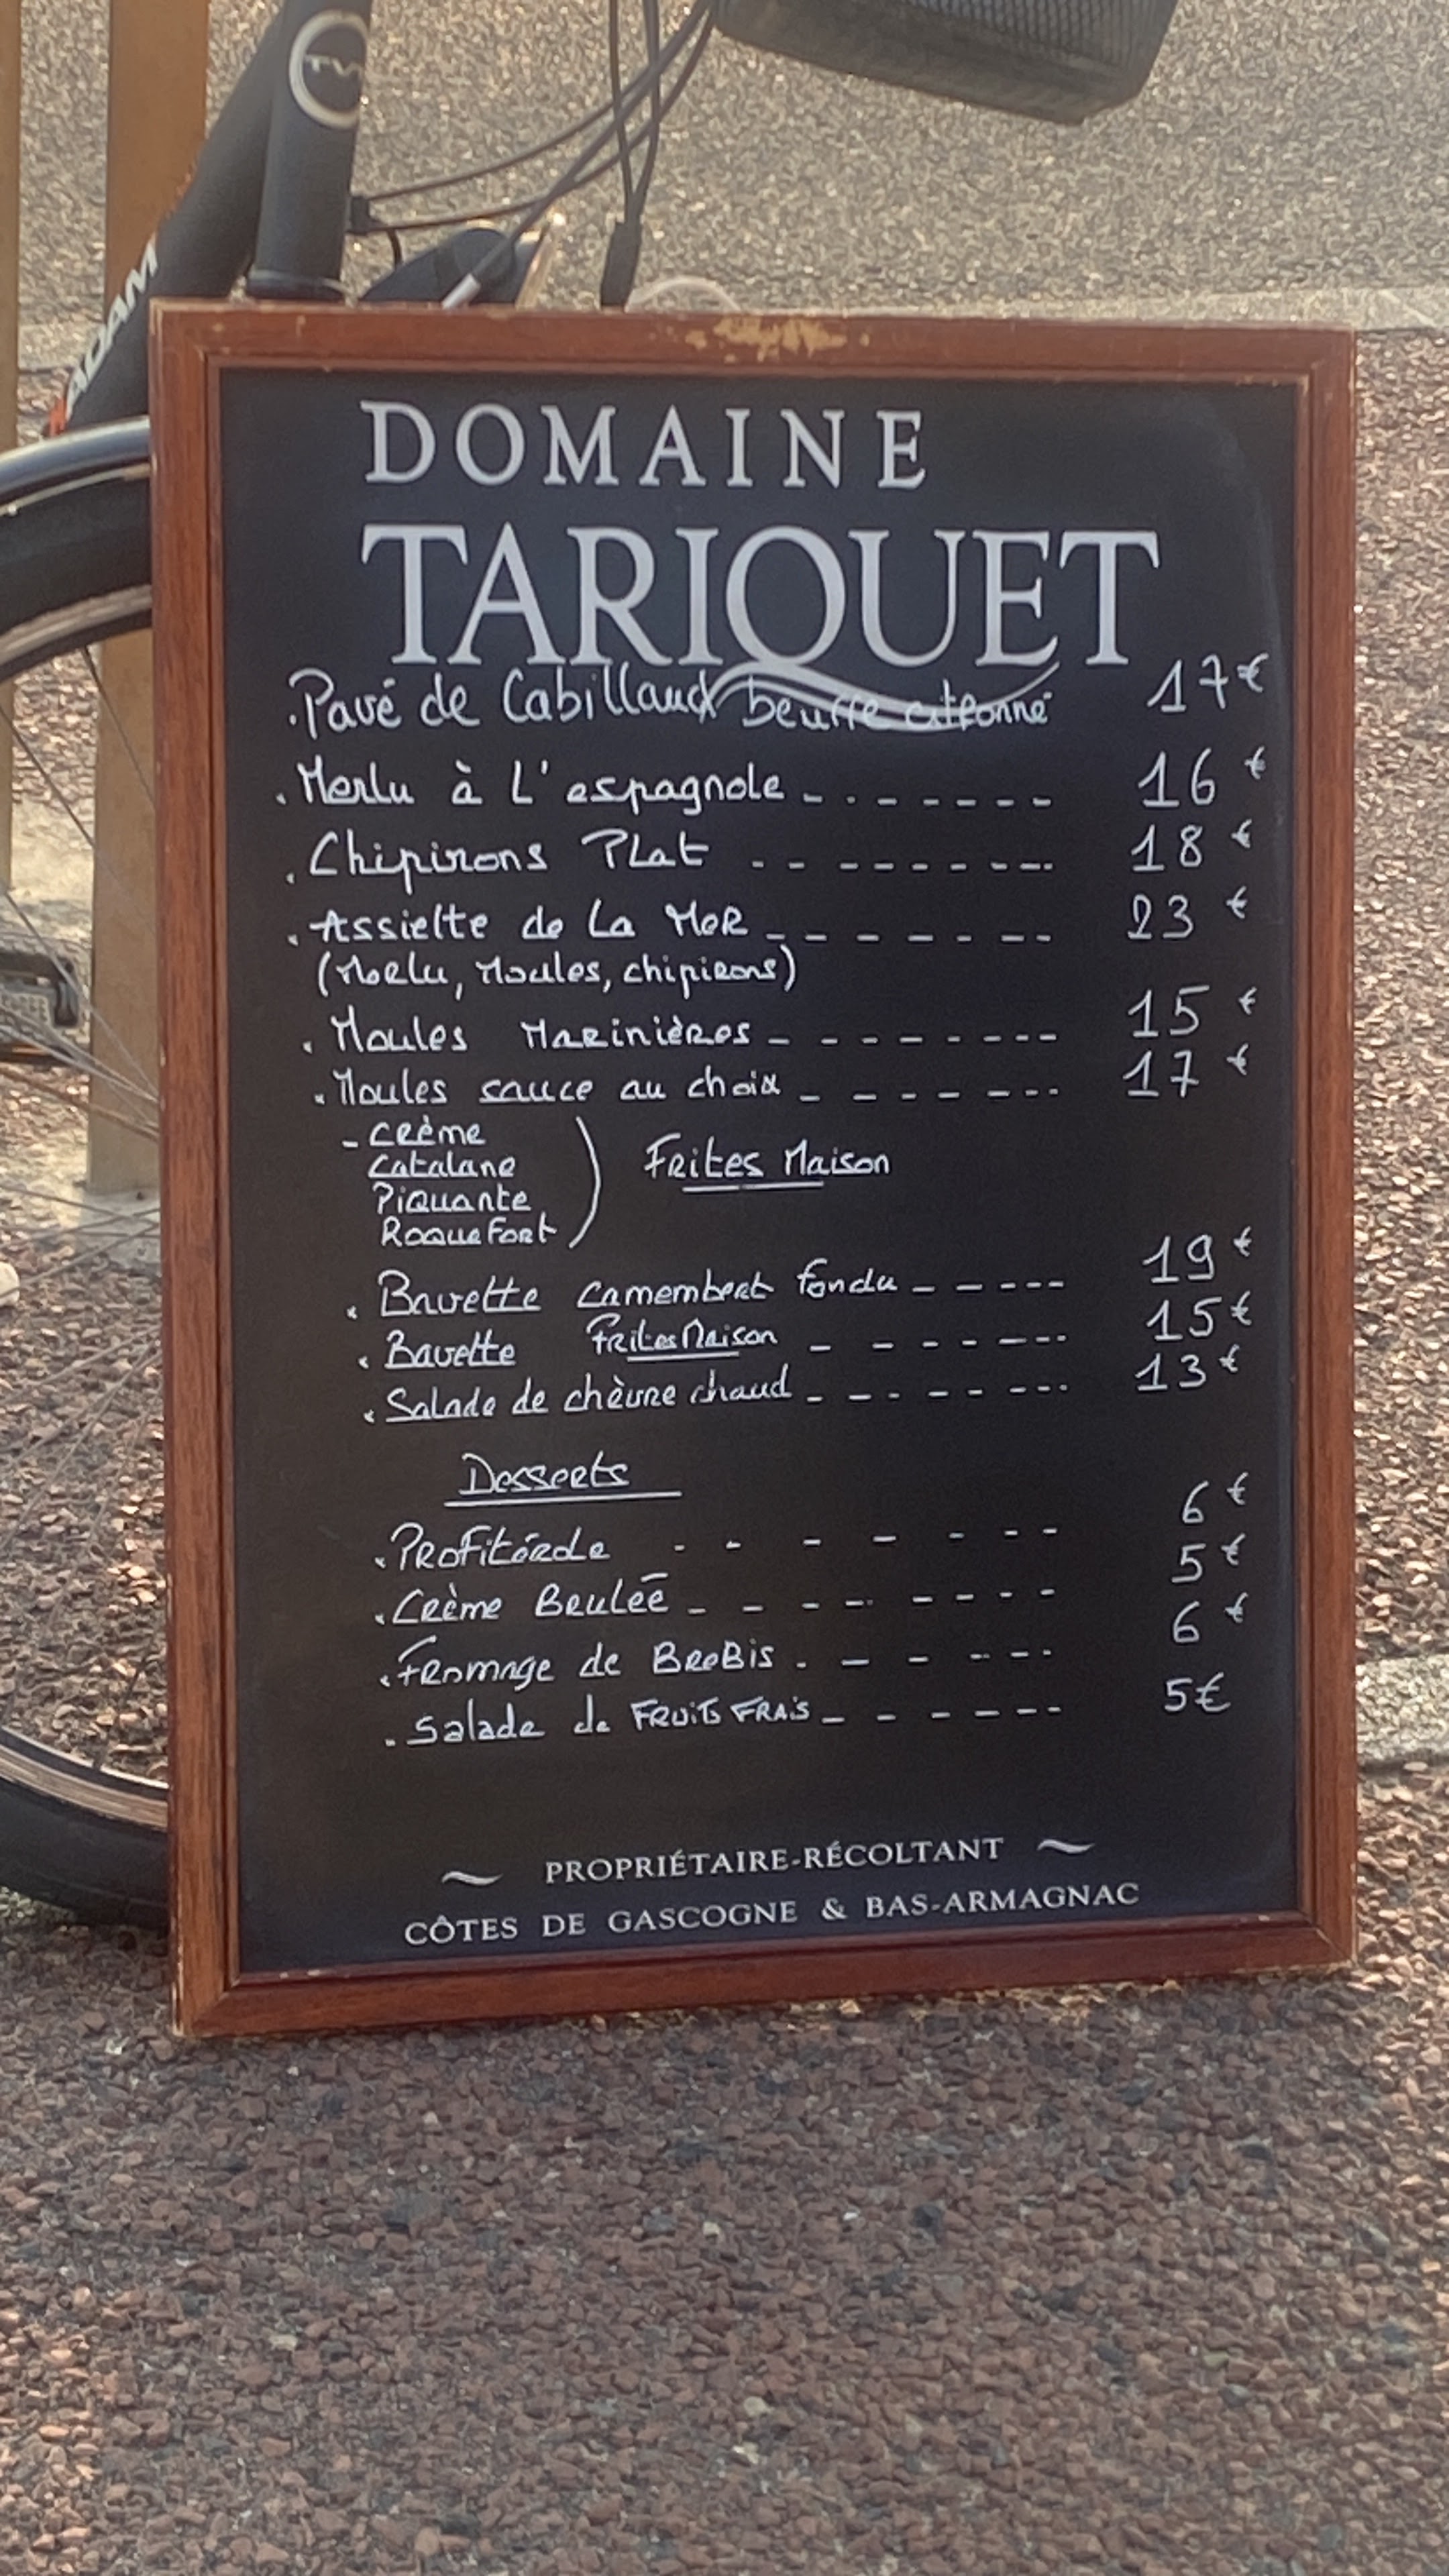 TVS
ADAM
DOMAINE
TARIQUET
.Pavé de Cabillaud beurre citronné 17€
. Merlu à L'espagnole - . - - - - - - 16 €
. Chipirons PLat - - - - - - - - -. 18 €
. Assiette de La MeR - - - - - - - 23 €
(Merlu, Moules, chipirons)
. Moules MaRinièRes - - - - - - - - 15 €
. Moules sauce au choix - - - - - - - 17 €
- CRème
Catalane
PiQuante
RoqueFoRt
) FRites Maison
. Bavette camembeRt fondu - - - - - 19 €
. Bavette FRites Maison - - - - - - - 15 €
. Salade de chèvre chaud - - - - - - - 13 €
DesseRts
. PRoFitérole - - - - - - - 6 €
. CRème BRulée - - - - - - - - 5 €
. FRomage de BReBis . - - - - - 6 €
. Salade de FRuiTs FRAis - - - - - - 5€
PROPRIÉTAIRE-RÉCOLTANT
CÔTES DE GASCOGNE & BAS-ARMAGNAC